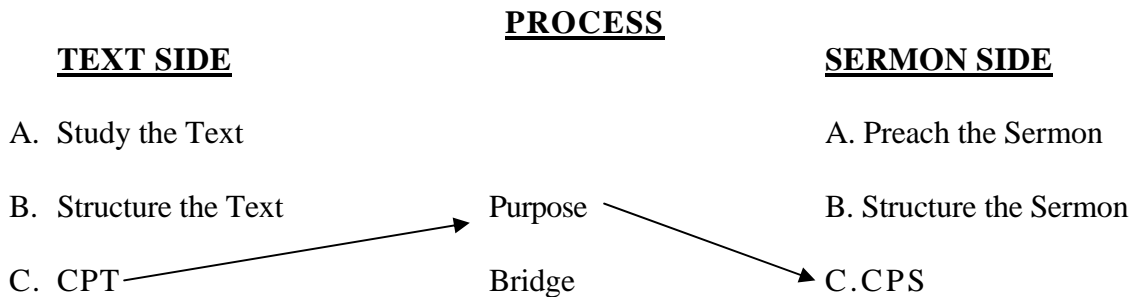 PROCESS
TEXT SIDE SERMON SIDE
A. Study the Text A. Preach the Sermon
B. Structure the Text Purpose B. Structure the Sermon
C. CPT Bridge C.CPS